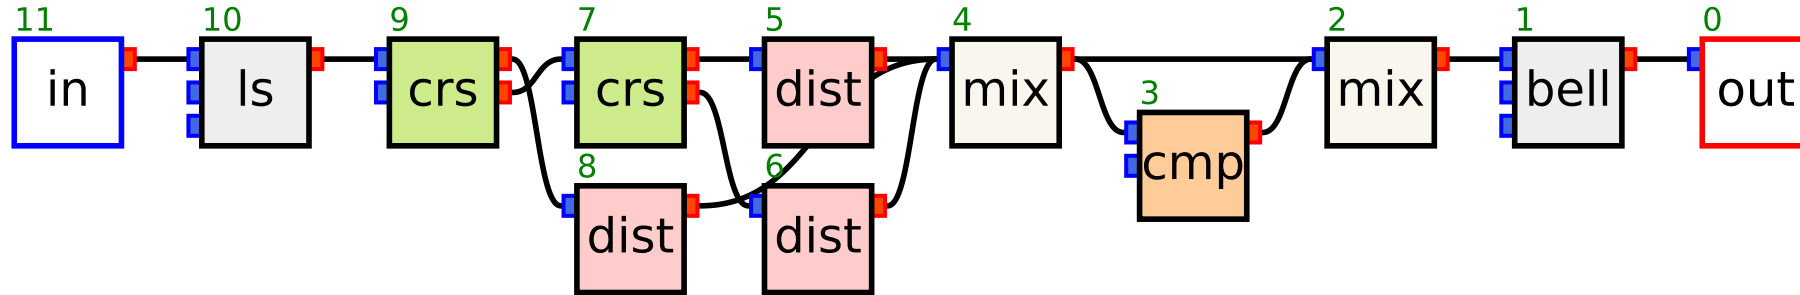 11 10 9 7 5 4 2 1 0
in ls crs crs dist mix mix bell out
3
cmp
8 6
dist dist